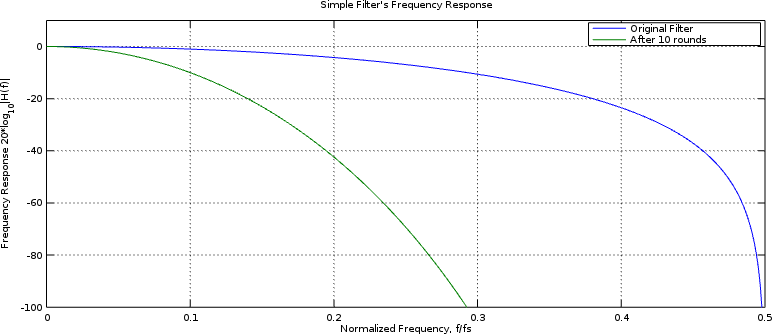 Simple Filter's Frequency Response
Original Filter
After 10 rounds
Frequency Response 20*log10|H(f)|
0
-20
-40
-60
-80
-100
0
0.1
0.2
0.3
0.4
0.5
Normalized Frequency, f/fs